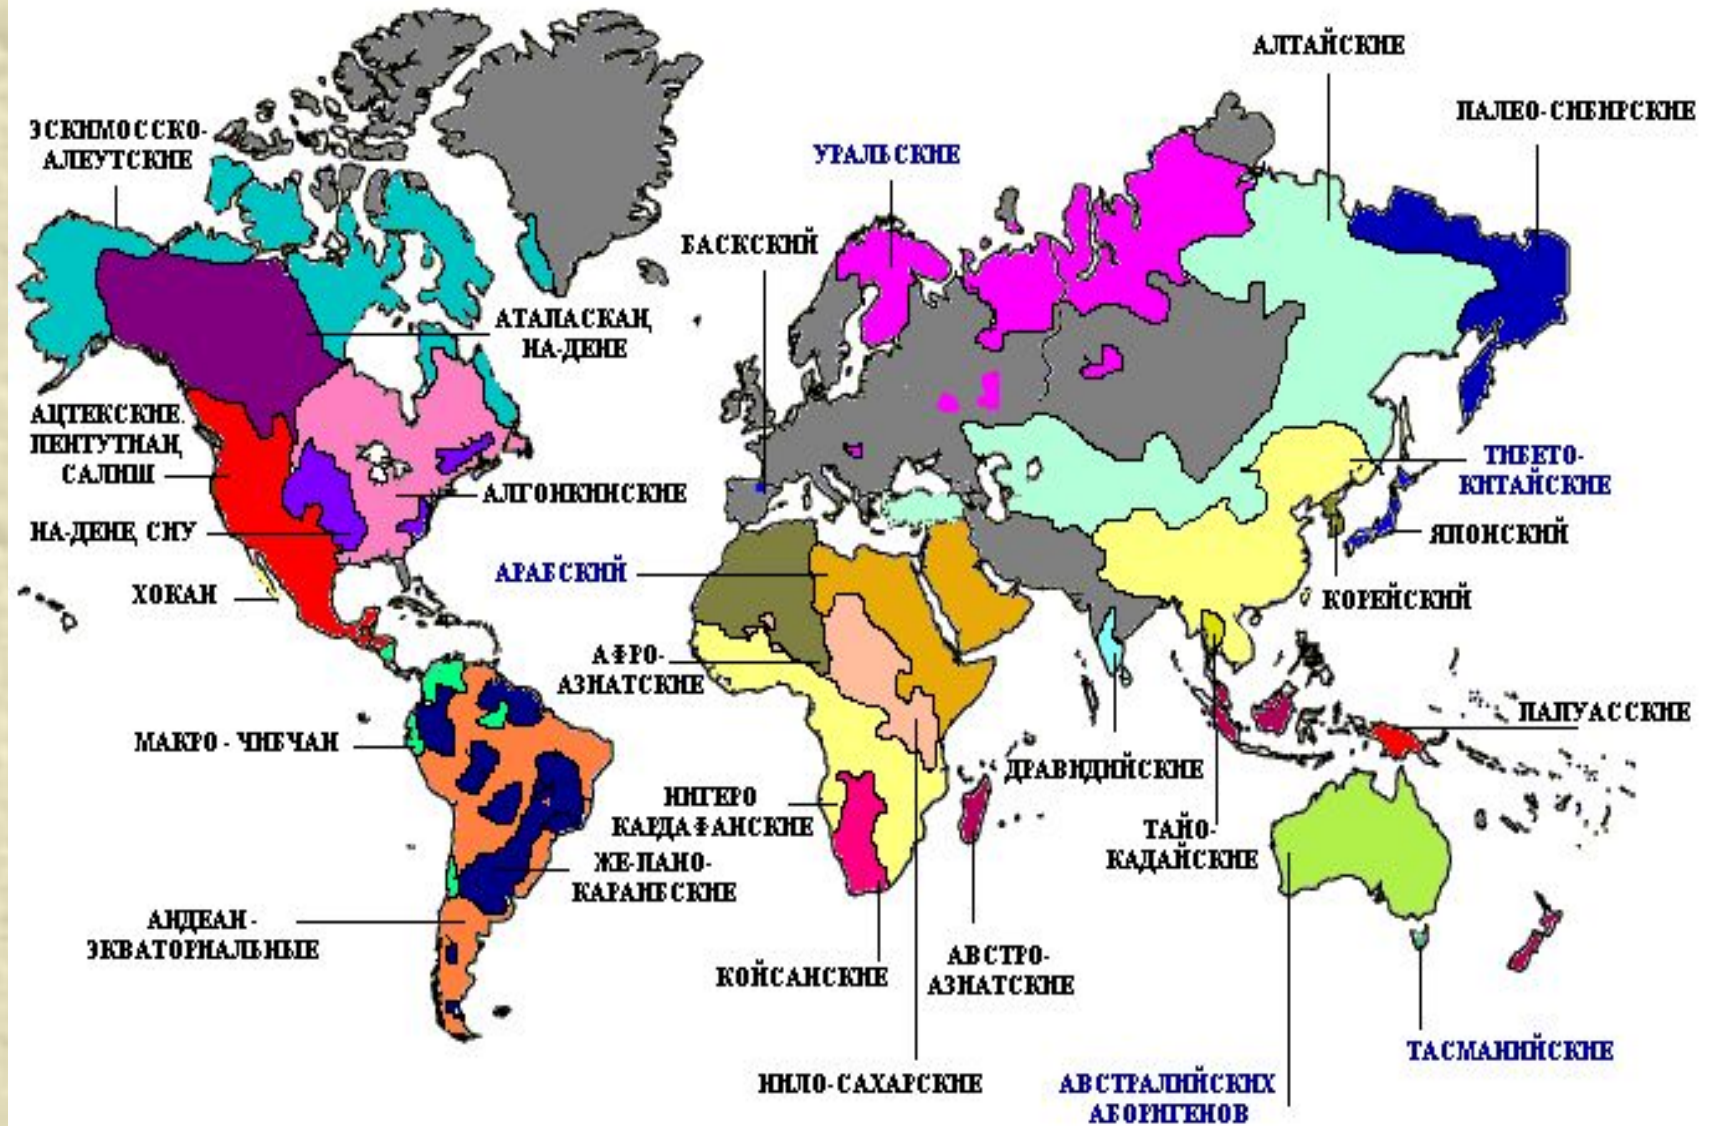 АЛТАЙСКИЕ
ПАЛЕО-СИБИРСКИЕ
ЭСКИМОССКО-
АЛЕУТСКИЕ
УРАЛЬСКИЕ
БАСКСКИЙ
АТАПАСКАН,
НА-ДЕНЕ
АЦТЕКСКИЕ.
ПЕНТУТИАН,
САЛИШ
ТИБЕТО-
КИТАЙСКИЕ
АЛГОНКИНСКИЕ
НА-ДЕНЕ, СИУ
ЯПОНСКИЙ
АРАБСКИЙ
ХОКАН
КОРЕЙСКИЙ
АФРО-
АЗИАТСКИЕ
ПАПУАССКИЕ
МАКРО - ЧИБЧАН
ДРАВИДИЙСКИЕ
НИГЕРО
КАРДАФАНСКИЕ
ТАЙО-
КАДАЙСКИЕ
ЖЕ-ПАНО-
КАРАИБСКИЕ
АНДЕАН -
ЭКВАТОРИАЛЬНЫЕ
КОЙСАНСКИЕ
АВСТРО-
АЗИАТСКИЕ
ТАСМАНИЙСКИЕ
НИЛО-САХАРСКИЕ
АВСТРАЛИЙСКИХ
АБОРИГЕНОВ